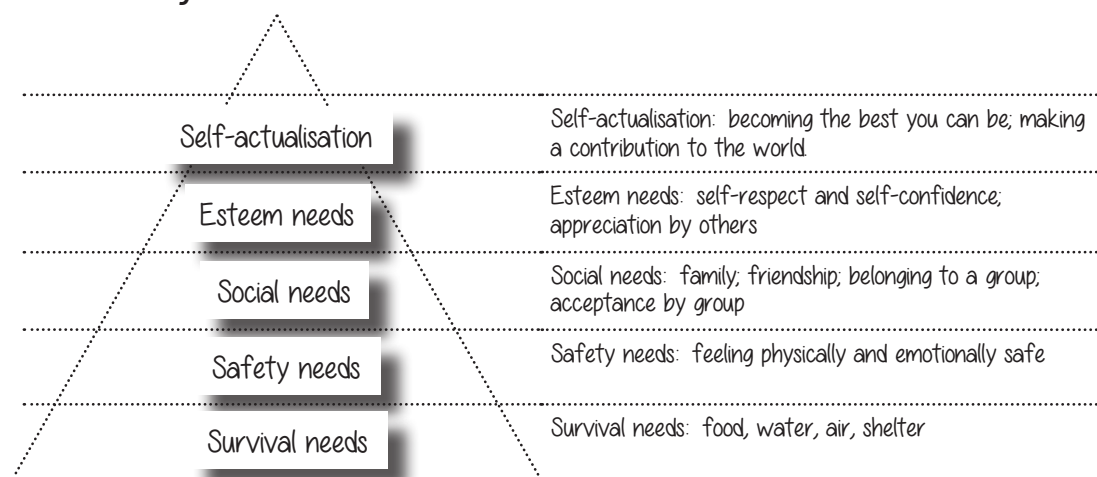 Self-actualisation
Self-actualisation: becoming the best you can be; making
a contribution to the world.
Esteem needs
Esteem needs: self-respect and self-confidence;
appreciation by others
Social needs
Social needs: family; friendship; belonging to a group;
acceptance by group
Safety needs
Safety needs: feeling physically and emotionally safe
Survival needs
Survival needs: food, water, air, shelter